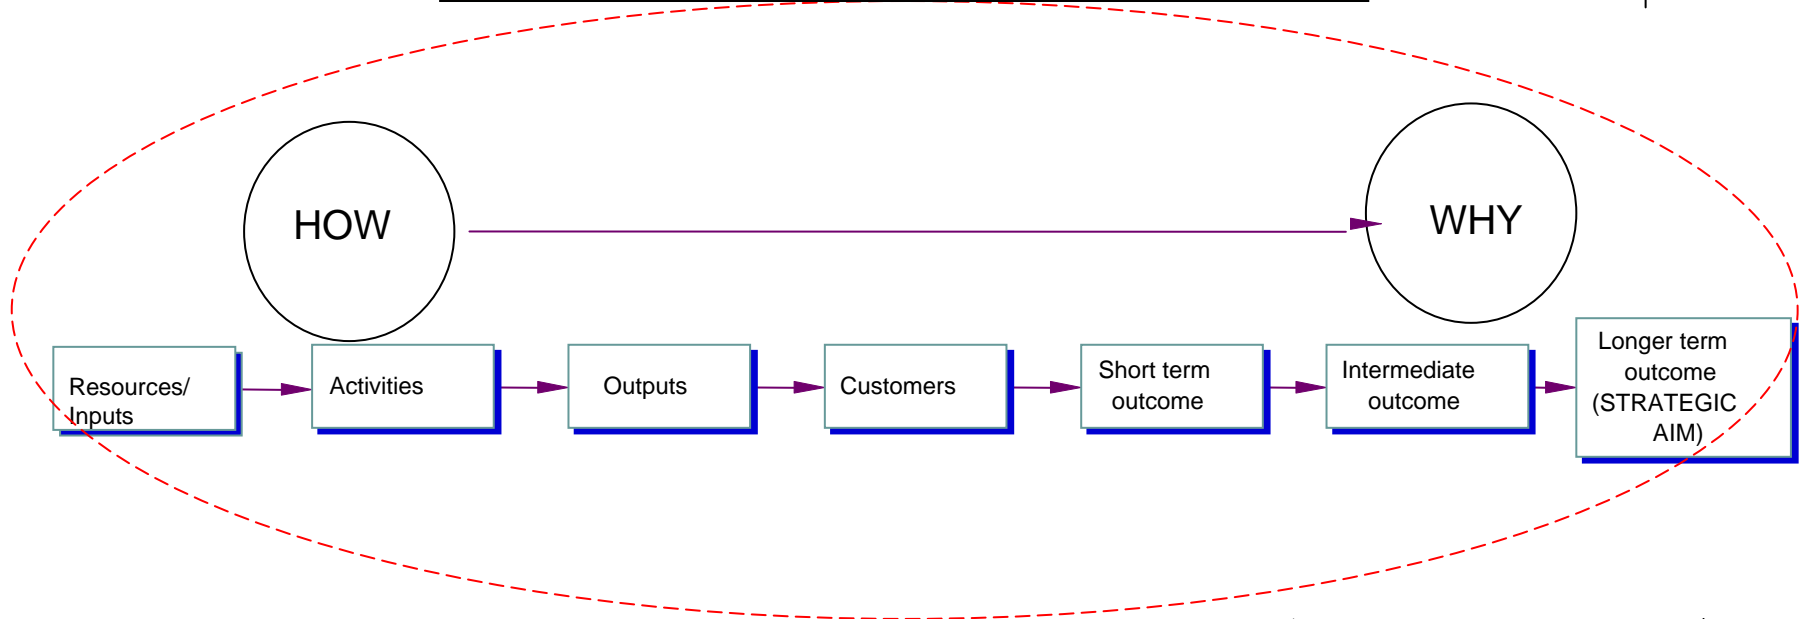 HOW
WHY
Resources/
Inputs
Activities
Outputs
Customers
Short term
outcome
Intermediate
outcome
Longer term
outcome
(STRATEGIC
AIM)